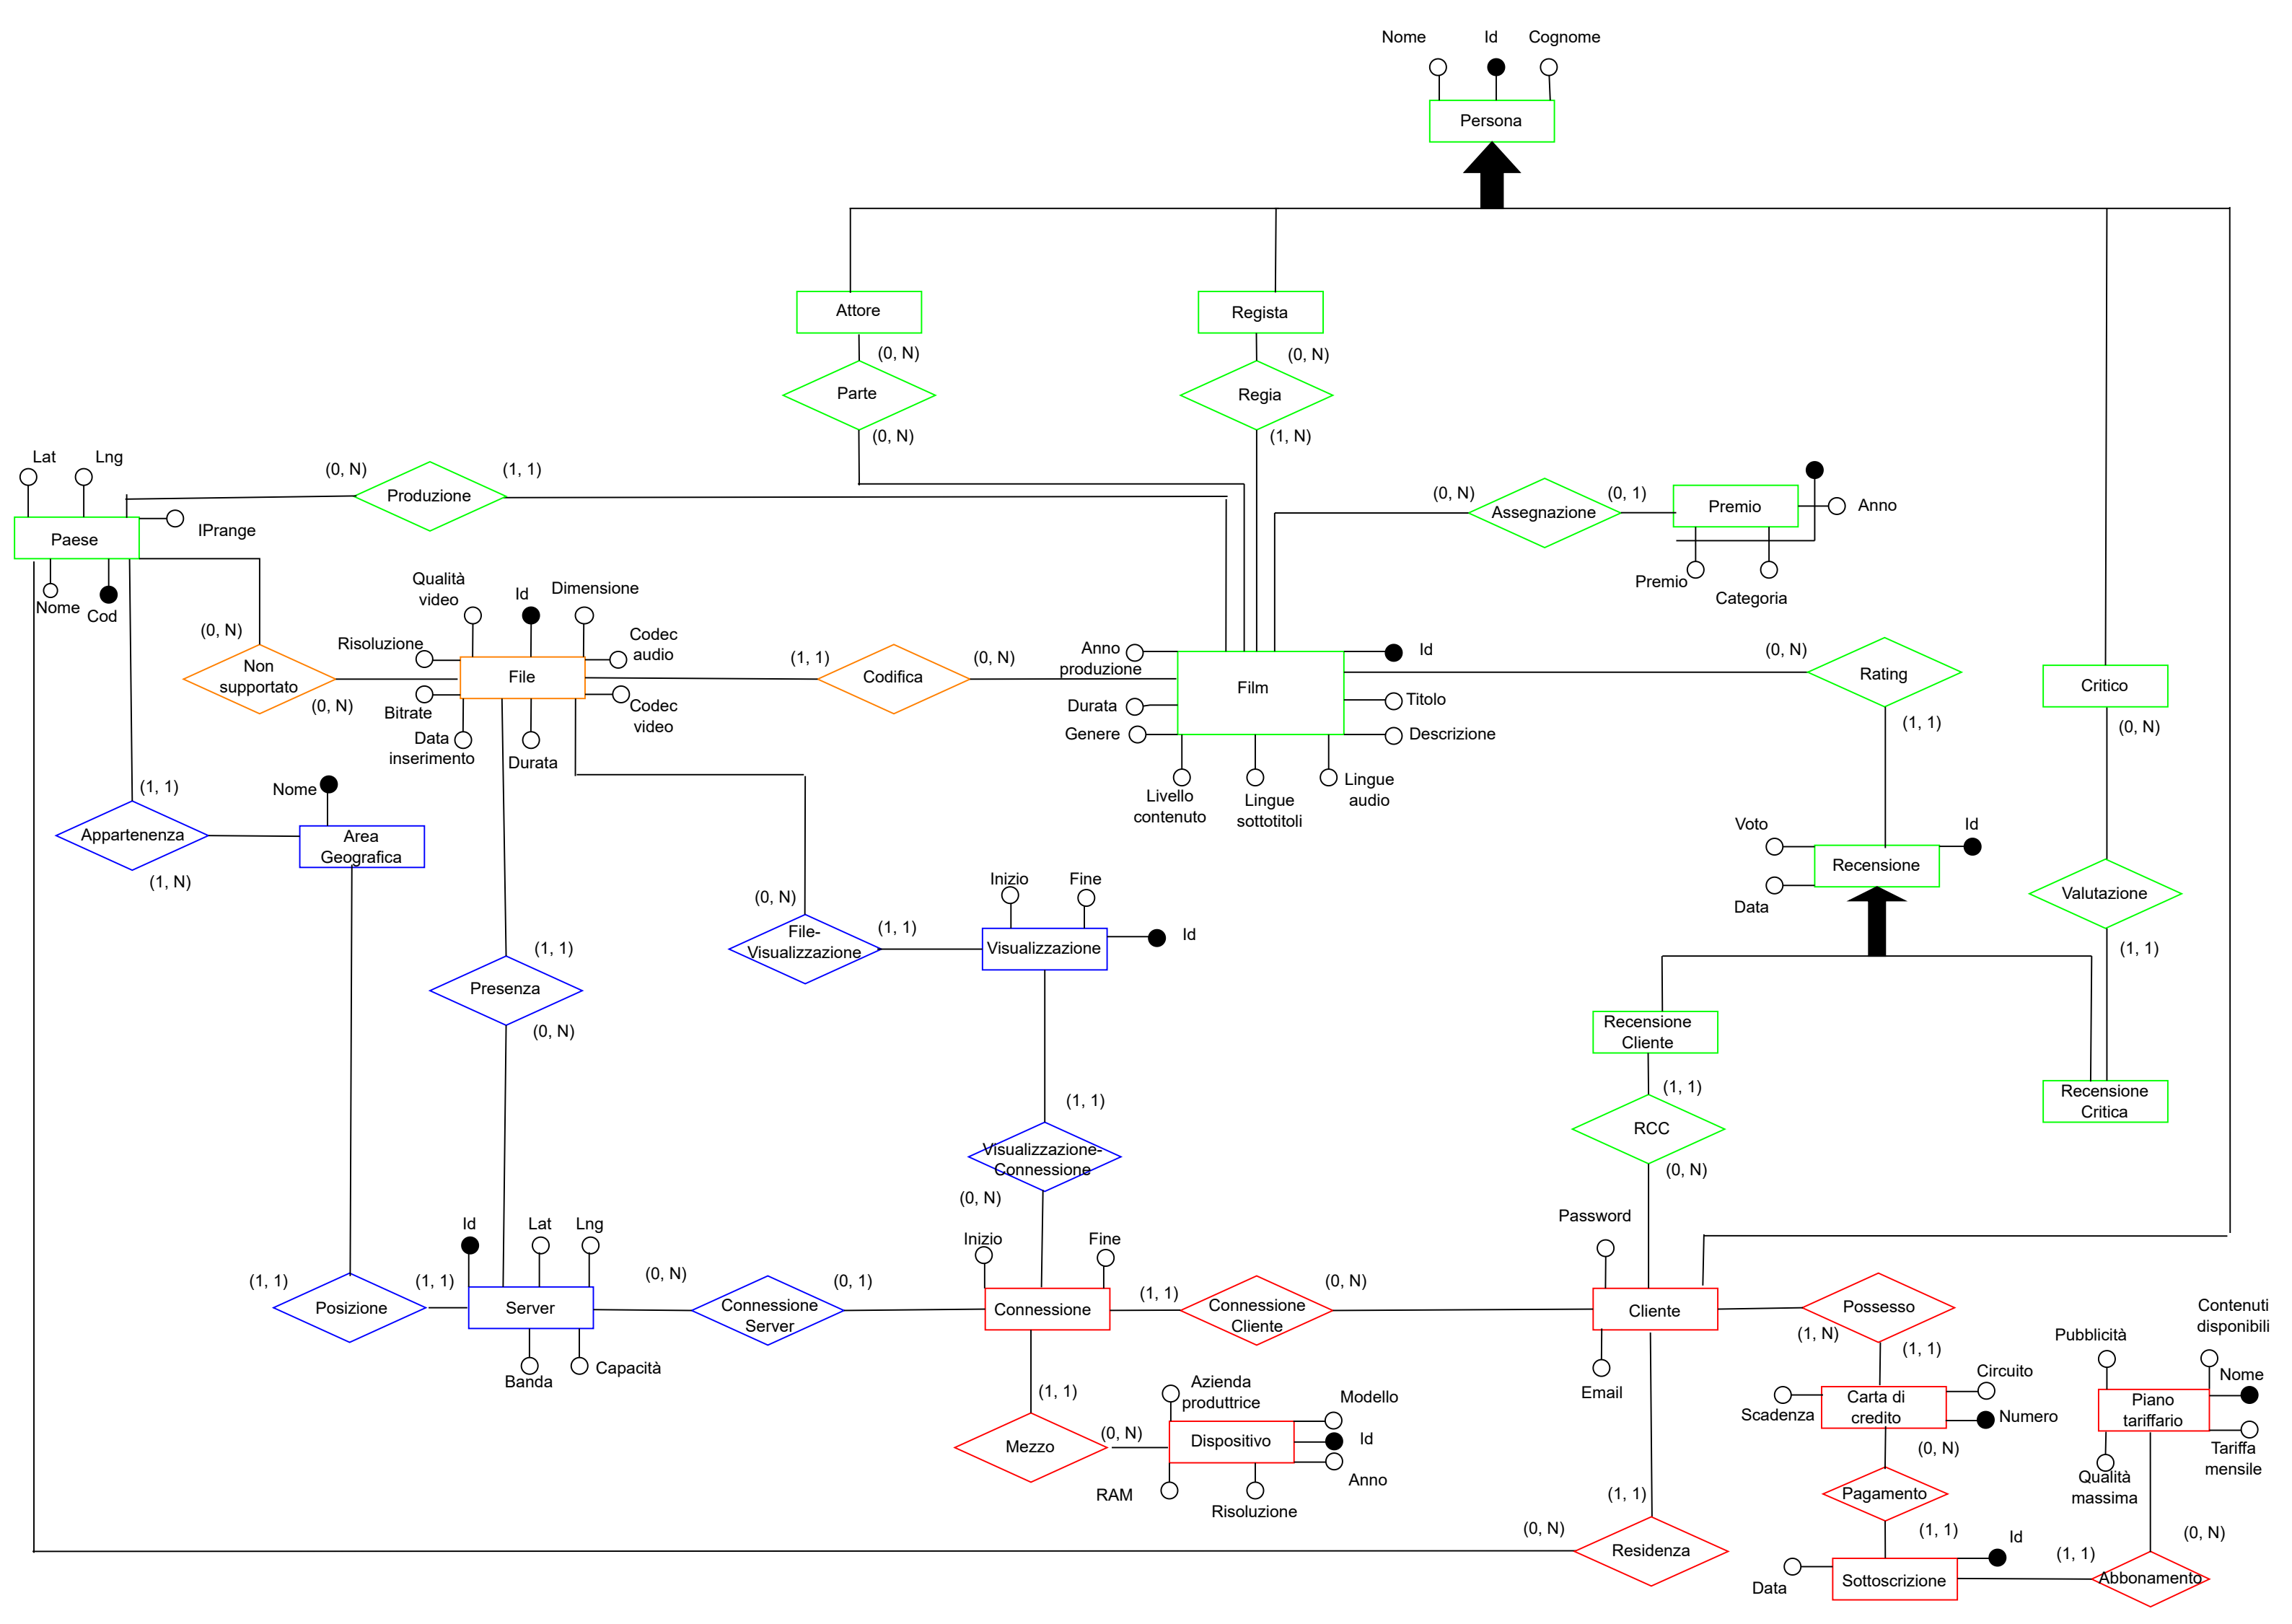 Nome
Id
Cognome
Persona
Attore
Regista
(0, N)
(0, N)
Parte
Regia
(0, N)
(1, N)
Lat
Lng
(0, N)
(1, 1)
Produzione
IPrange
Paese
Nome
Cod
(0, N)
(0, 1)
Assegnazione
Premio
Anno
Premio
Categoria
(0, N)
Non
supportato
(0, N)
Qualità
video
Id
Dimensione
Risoluzione
Codec
audio
File
Bitrate
Codec
video
Data
inserimento
Durata
(1, 1)
Codifica
(0, N)
Anno
produzione
Id
Film
Durata
Titolo
Genere
Descrizione
Livello
contenuto
Lingue
sottotitoli
Lingue
audio
(0, N)
Rating
(1, 1)
Critico
(0, N)
Nome
(1, 1)
Appartenenza
Area
Geografica
(1, N)
Voto
Id
Recensione
Data
Valutazione
(1, 1)
(0, N)
File-
Visualizzazione
(1, 1)
Inizio
Fine
Visualizzazione
Id
(1, 1)
Presenza
(0, N)
Recensione
Cliente
(1, 1)
RCC
(0, N)
Recensione
Critica
(1, 1)
Visualizzazione-
Connessione
(0, N)
Id
Lat
Lng
(1, 1)
Posizione
(1, 1)
Server
Banda
Capacità
(0, N)
Connessione
Server
(0, 1)
Inizio
Fine
Connessione
(1, 1)
Connessione
Cliente
(0, N)
Password
Cliente
Email
Possesso
(1, N)
(1, 1)
Contenuti
disponibili
Pubblicità
Nome
Piano
tariffario
Tariffa
mensile
Qualità
massima
Circuito
Scadenza
Carta di
credito
Numero
(0, N)
Pagamento
(1, 1)
(1, 1)
Mezzo
(0, N)
Azienda
produttrice
Modello
Dispositivo
Id
Anno
RAM
Risoluzione
(1, 1)
(0, N)
Residenza
Id
Data
Sottoscrizione
(1, 1)
Abbonamento
(0, N)